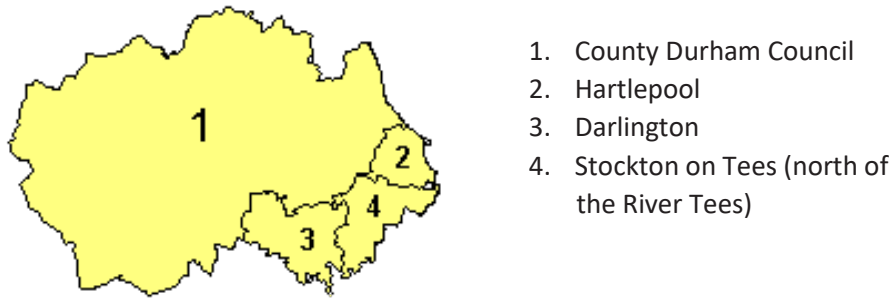 1
2
3
4
1. County Durham Council
2. Hartlepool
3. Darlington
4. Stockton on Tees (north of
the River Tees)